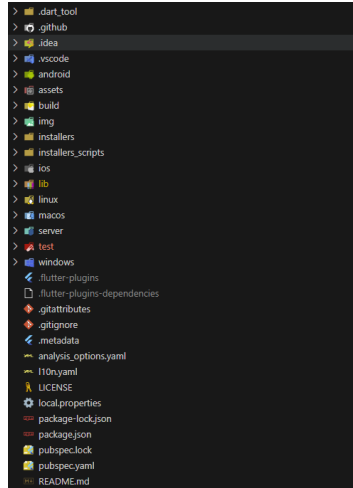 .dart_tool
.github
.idea
.vscode
android
assets
build
img
installers
installers_scripts
ios
lib
linux
macos
server
test
windows
.flutter-plugins
.flutter-plugins-dependencies
.gitattributes
.gitignore
.metadata
analysis_options.yaml
l10n.yaml
LICENSE
local.properties
package-lock.json
package.json
pubspec.lock
pubspec.yaml
README.md